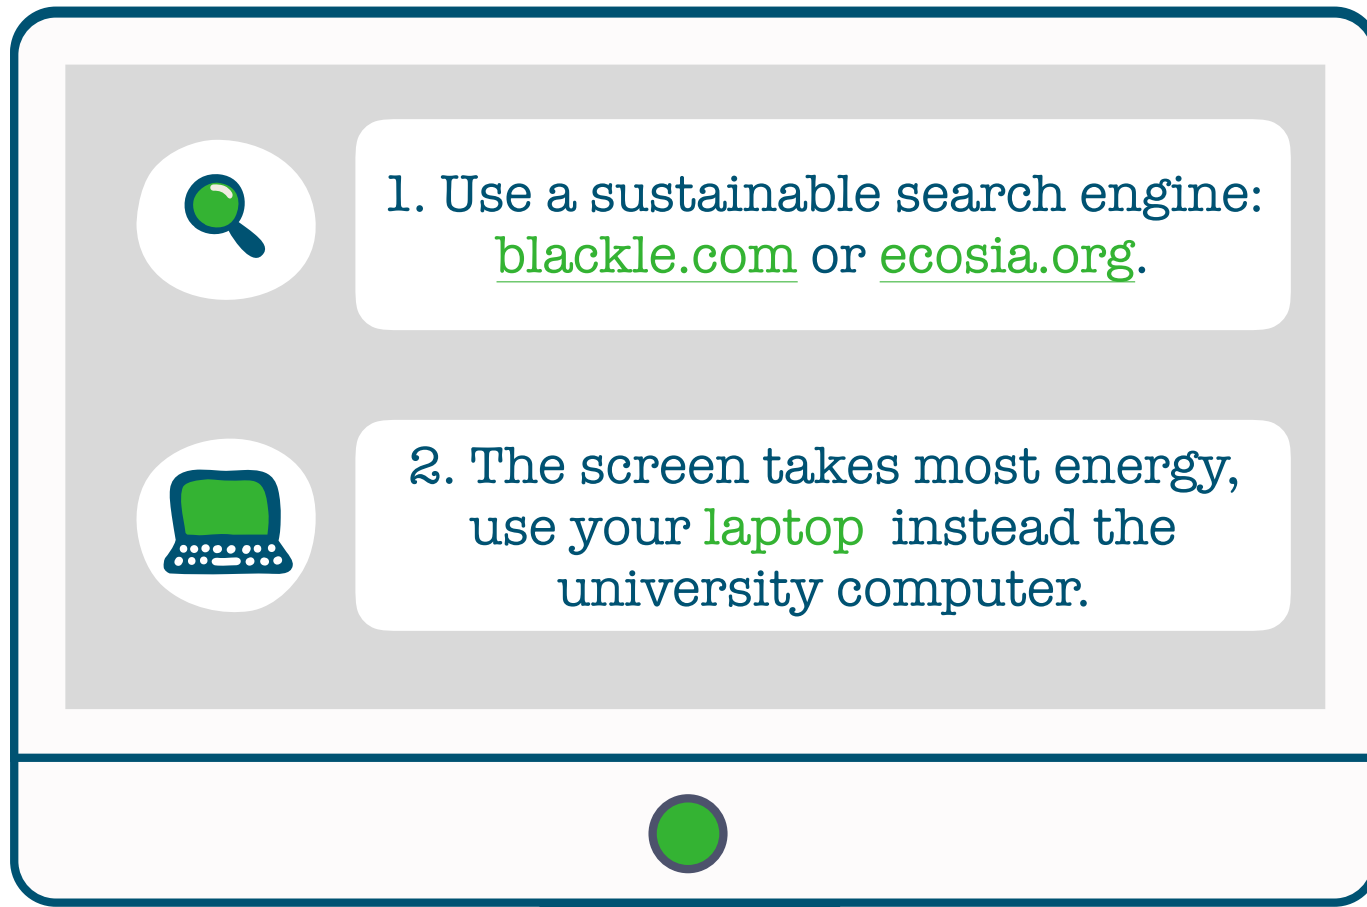 1. Use a sustainable search engine:
blackle.com or ecosia.org.
2. The screen takes most energy,
use your laptop instead the
university computer.